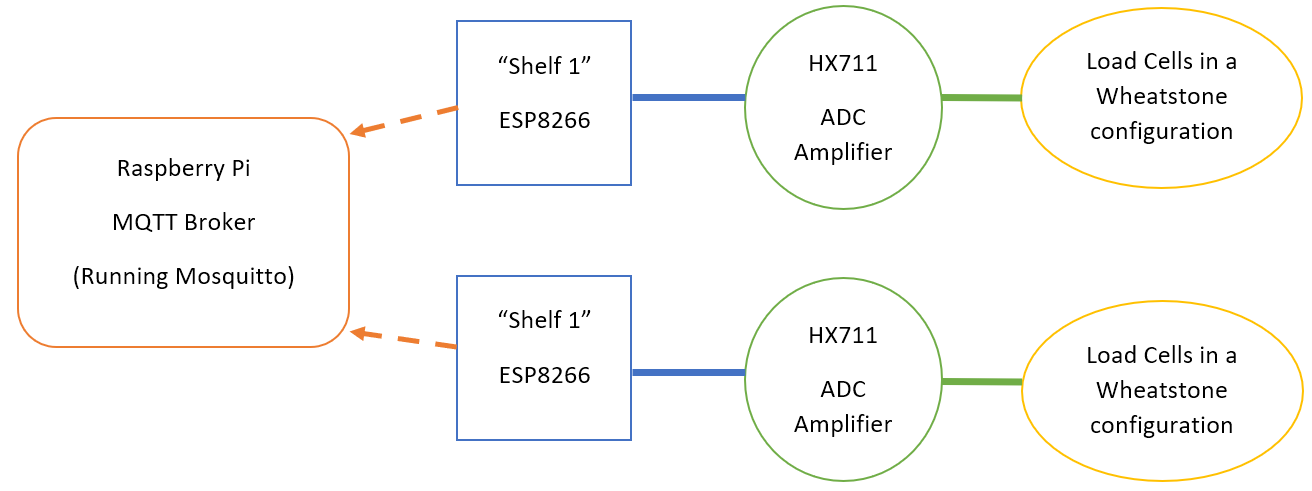 Raspberry Pi
MQTT Broker
(Running Mosquitto)
“Shelf 1”
ESP8266
HX711
ADC
Amplifier
Load Cells in a
Wheatstone
configuration
“Shelf 1”
ESP8266
HX711
ADC
Amplifier
Load Cells in a
Wheatstone
configuration